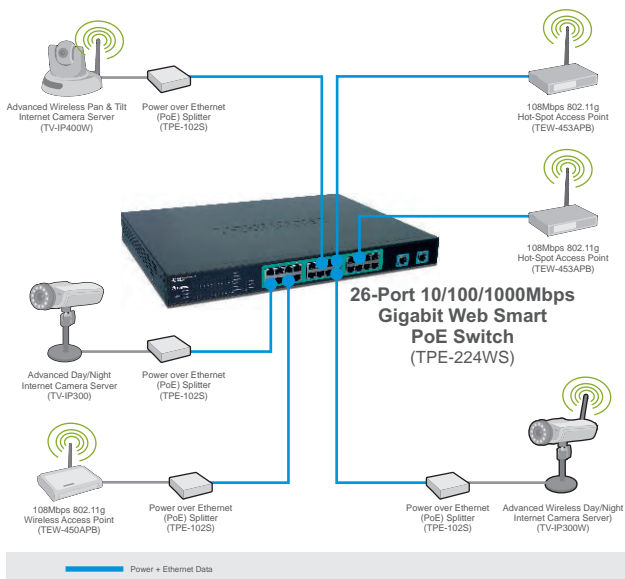 Advanced Wireless Pan & Tilt
Internet Camera Server
(TV-IP400W)
Power over Ethernet
(PoE) Splitter
(TPE-102S)
108Mbps 802.11g
Hot-Spot Access Point
(TEW-453APB)
108Mbps 802.11g
Hot-Spot Access Point
(TEW-453APB)
26-Port 10/100/1000Mbps
Gigabit Web Smart
PoE Switch
(TPE-224WS)
Advanced Day/Night
Internet Camera Server
(TV-IP300)
Power over Ethernet
(PoE) Splitter
(TPE-102S)
108Mbps 802.11g
Wireless Access Point
(TEW-450APB)
Power over Ethernet
(PoE) Splitter
(TPE-102S)
Power over Ethernet
(PoE) Splitter
(TPE-102S)
Advanced Wireless Day/Night
Internet Camera Server)
(TV-IP300W)
Power + Ethernet Data